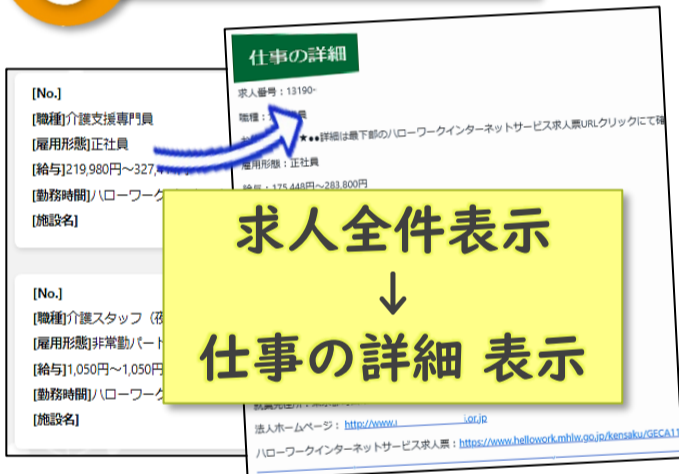 [No.]
[職種]介護支援専門員
[雇用形態]正社員
[給与]219,980円～327,4
[勤務時間]ハローワーク
[施設名]
[No.]
[職種]介護スタッフ（夜
[雇用形態]非常勤パート
[給与]1,050円～1,050円
[勤務時間]ハローワーク
[施設名]
仕事の詳細
求人番号：13190-
職種：
員
★●●詳細は最下部のハローワークインターネットサービス求人票URLクリックにて確
雇用形態：正社員
給与：175,448円～283,800円
求人全件表示
↓
仕事の詳細 表示
法人ホームページ： http://www. .or.jp
ハローワークインターネットサービス求人票：https://www.hellowork.mhlw.go.jp/kensaku/GECA11